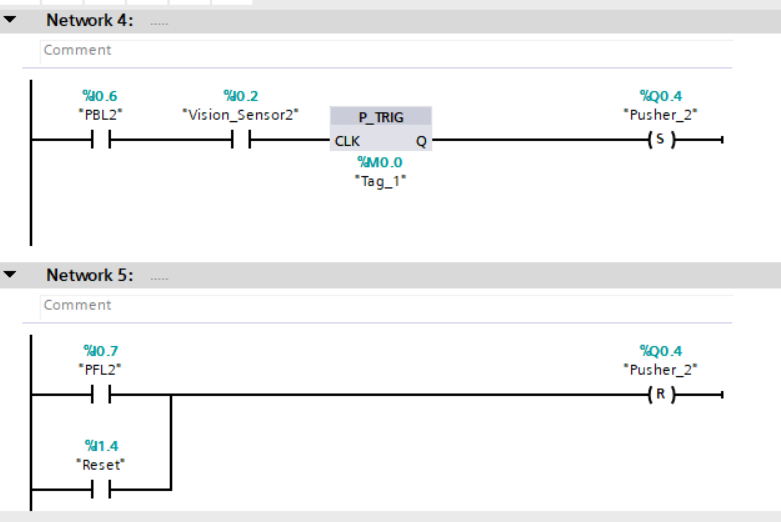 Network 4: .....
Comment
%I0.6 %I0.2 %Q0.4
"PBL2" "Vision_Sensor2" P_TRIG "Pusher_2"
CLK Q S
%M0.0
"Tag_1"
Network 5: .....
Comment
%I0.7 %Q0.4
"PFL2" "Pusher_2"
R
%I1.4
"Reset"